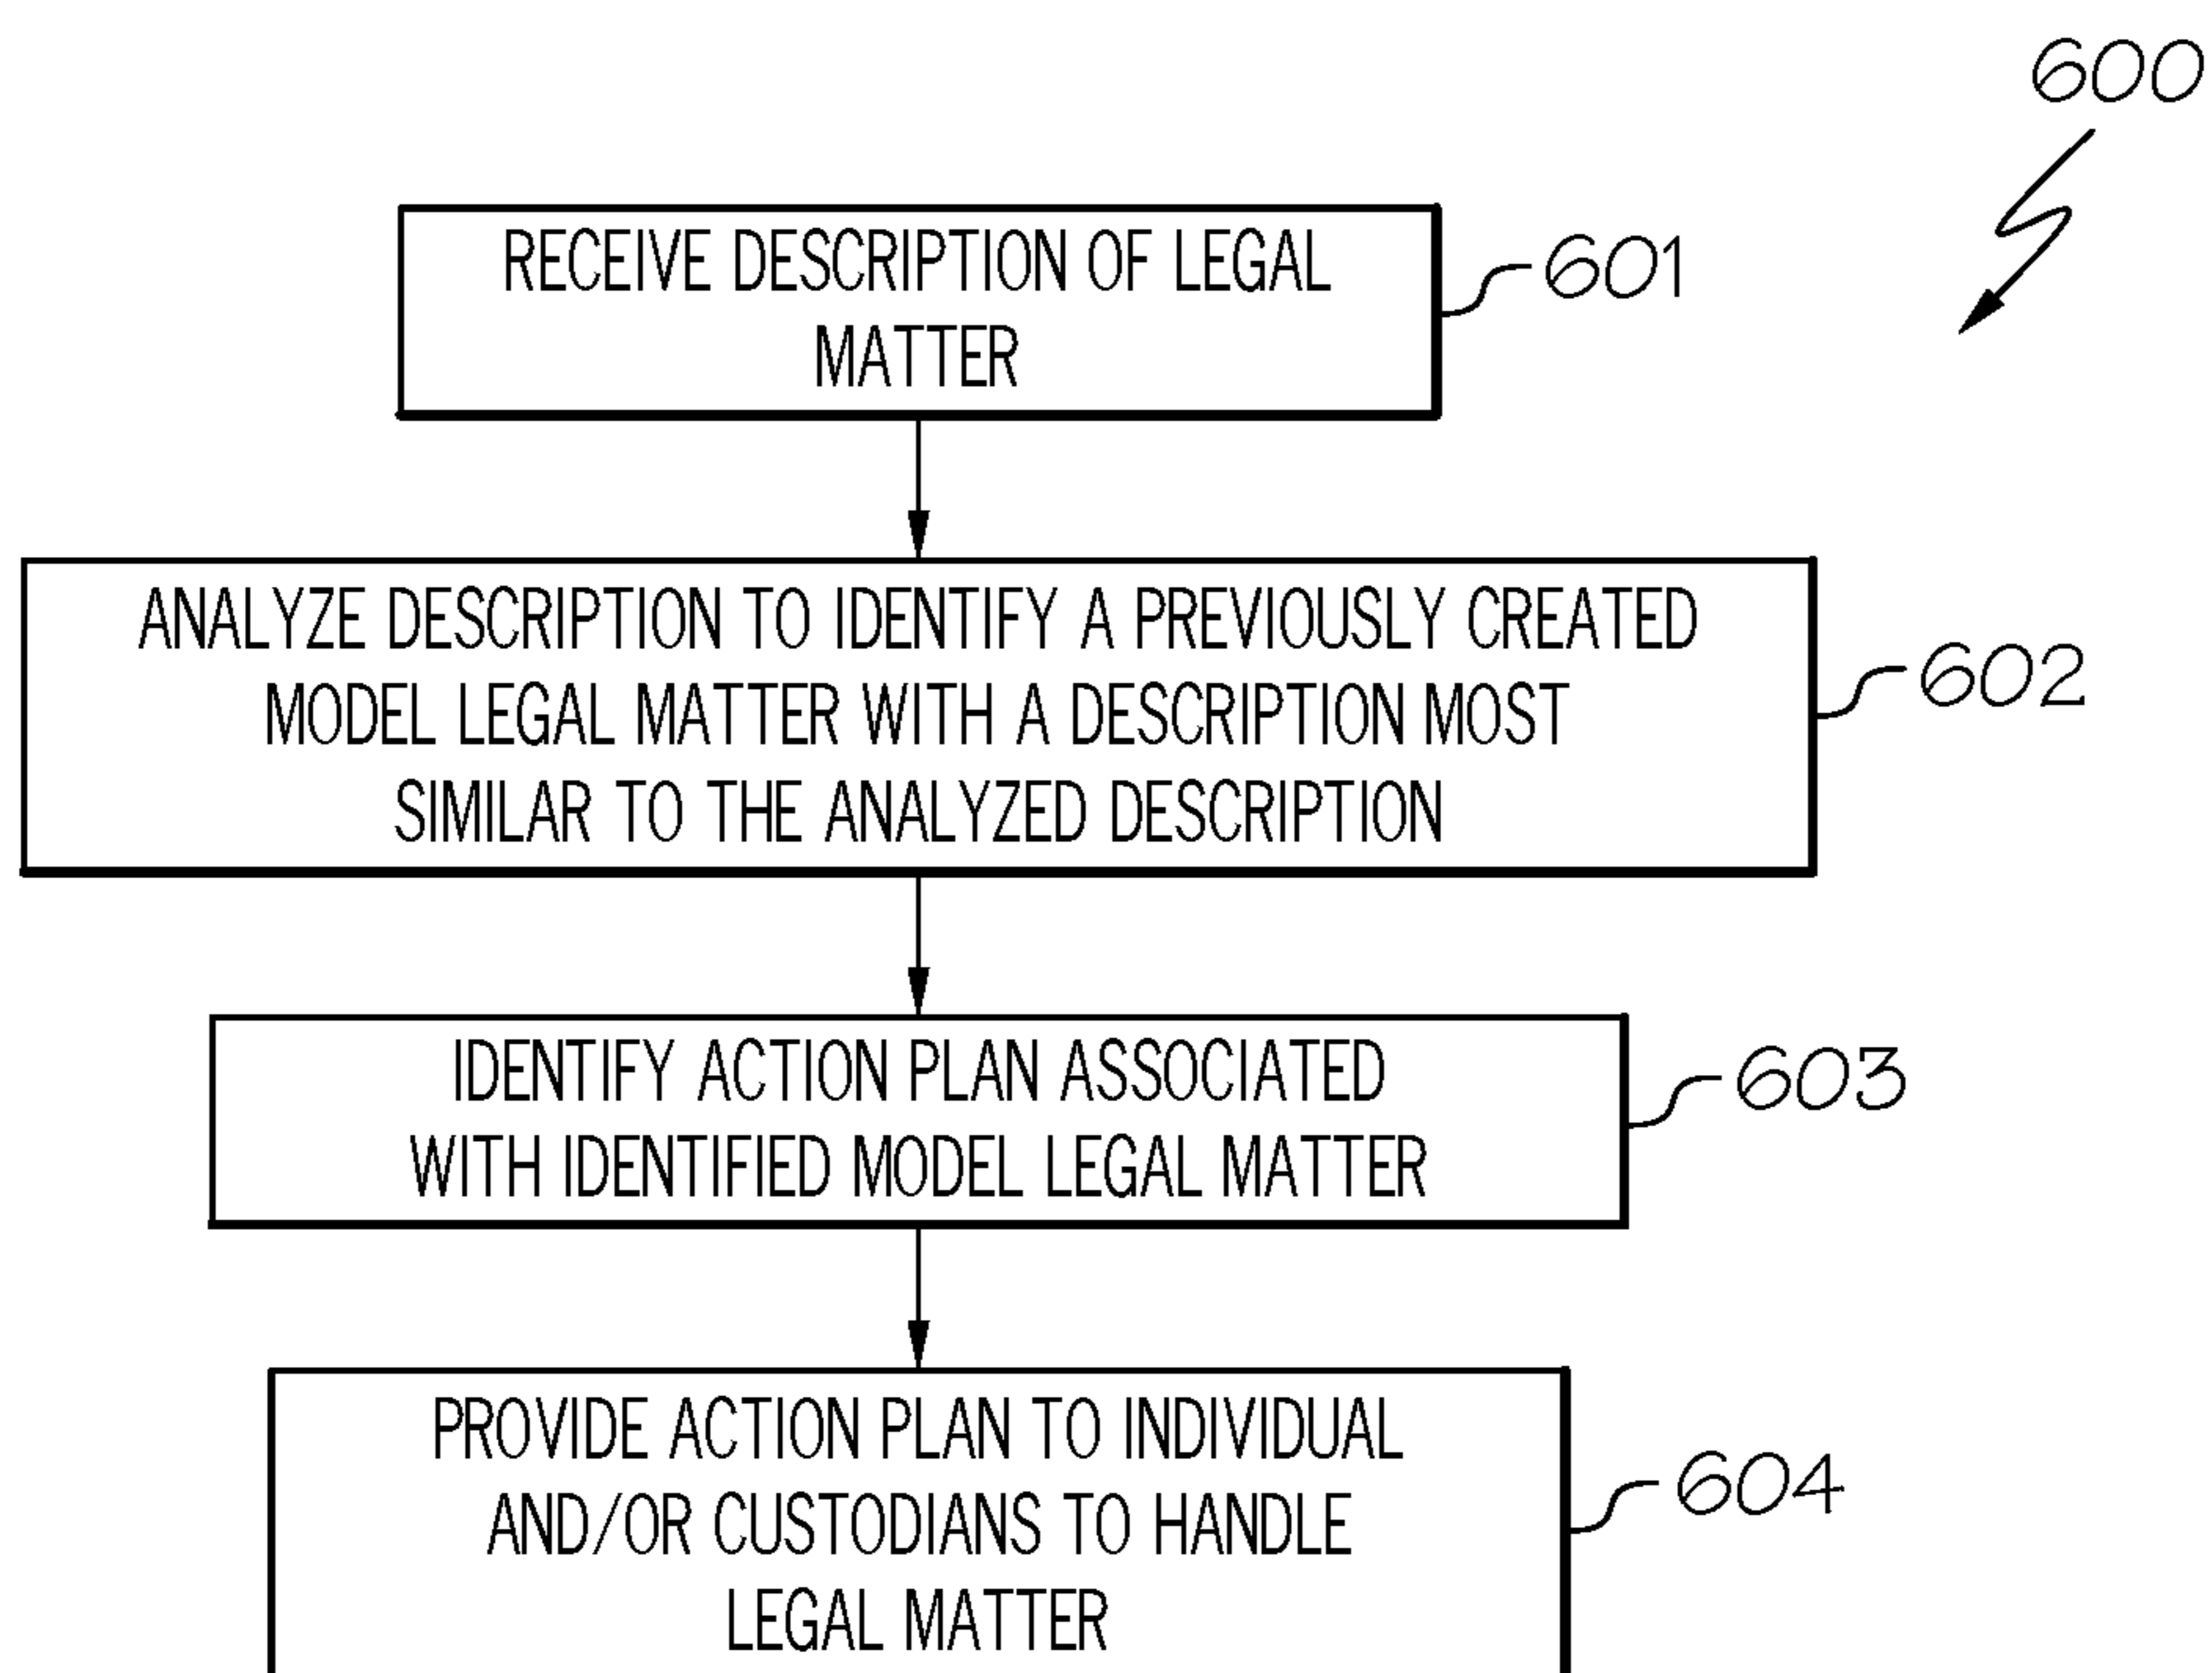 600
RECEIVE DESCRIPTION OF LEGAL
MATTER
601
ANALYZE DESCRIPTION TO IDENTIFY A PREVIOUSLY CREATED
MODEL LEGAL MATTER WITH A DESCRIPTION MOST
SIMILAR TO THE ANALYZED DESCRIPTION
602
IDENTIFY ACTION PLAN ASSOCIATED
WITH IDENTIFIED MODEL LEGAL MATTER
603
PROVIDE ACTION PLAN TO INDIVIDUAL
AND/OR CUSTODIANS TO HANDLE
LEGAL MATTER
604